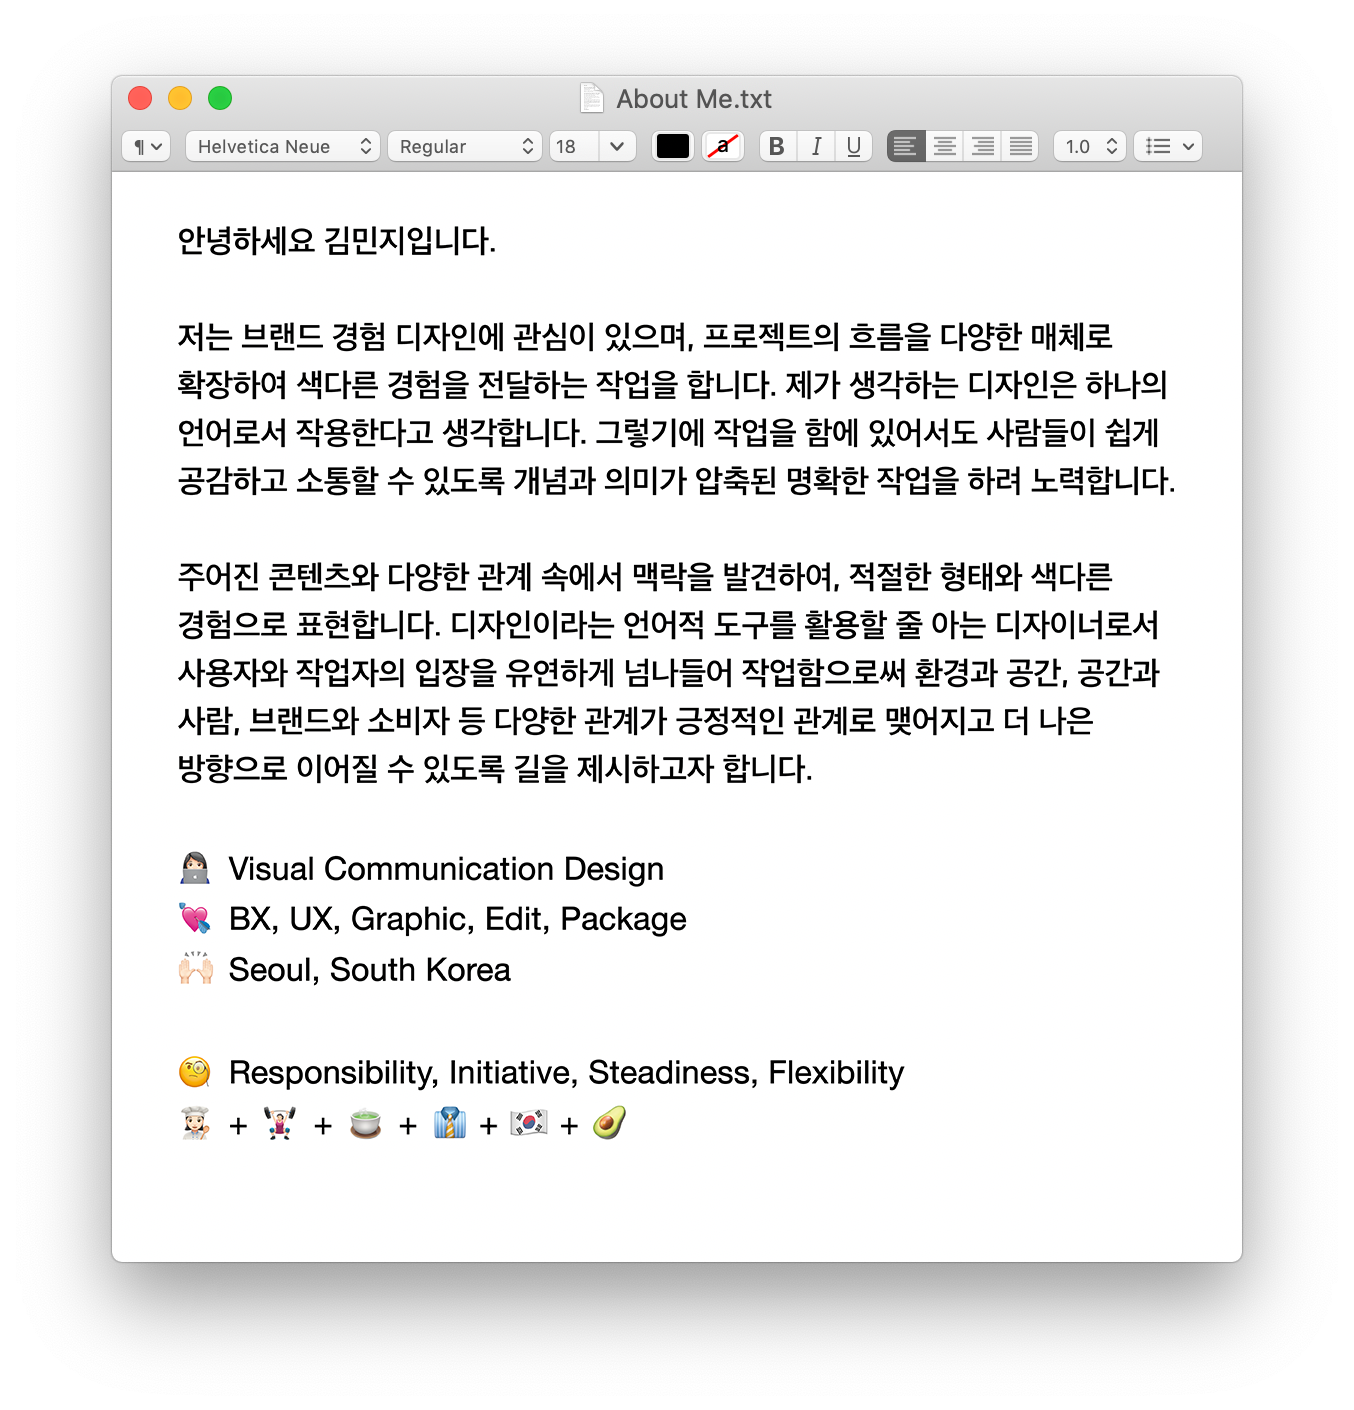 About Me.txt
¶ Helvetica Neue Regular 18 a B I U 1.0
안녕하세요 김민지입니다.
저는 브랜드 경험 디자인에 관심이 있으며, 프로젝트의 흐름을 다양한 매체로
확장하여 색다른 경험을 전달하는 작업을 합니다. 제가 생각하는 디자인은 하나의
언어로서 작용한다고 생각합니다. 그렇기에 작업을 함에 있어서도 사람들이 쉽게
공감하고 소통할 수 있도록 개념과 의미가 압축된 명확한 작업을 하려 노력합니다.
주어진 콘텐츠와 다양한 관계 속에서 맥락을 발견하여, 적절한 형태와 색다른
경험으로 표현합니다. 디자인이라는 언어적 도구를 활용할 줄 아는 디자이너로서
사용자와 작업자의 입장을 유연하게 넘나들어 작업함으로써 환경과 공간, 공간과
사람, 브랜드와 소비자 등 다양한 관계가 긍정적인 관계로 맺어지고 더 나은
방향으로 이어질 수 있도록 길을 제시하고자 합니다.
👩🏻‍💻 Visual Communication Design
💘 BX, UX, Graphic, Edit, Package
🙌🏻 Seoul, South Korea
🧐 Responsibility, Initiative, Steadiness, Flexibility
👩🏻‍🍳 + 🏋🏻‍♀️ + 🍵 + 👔 + 🇰🇷 + 🥑